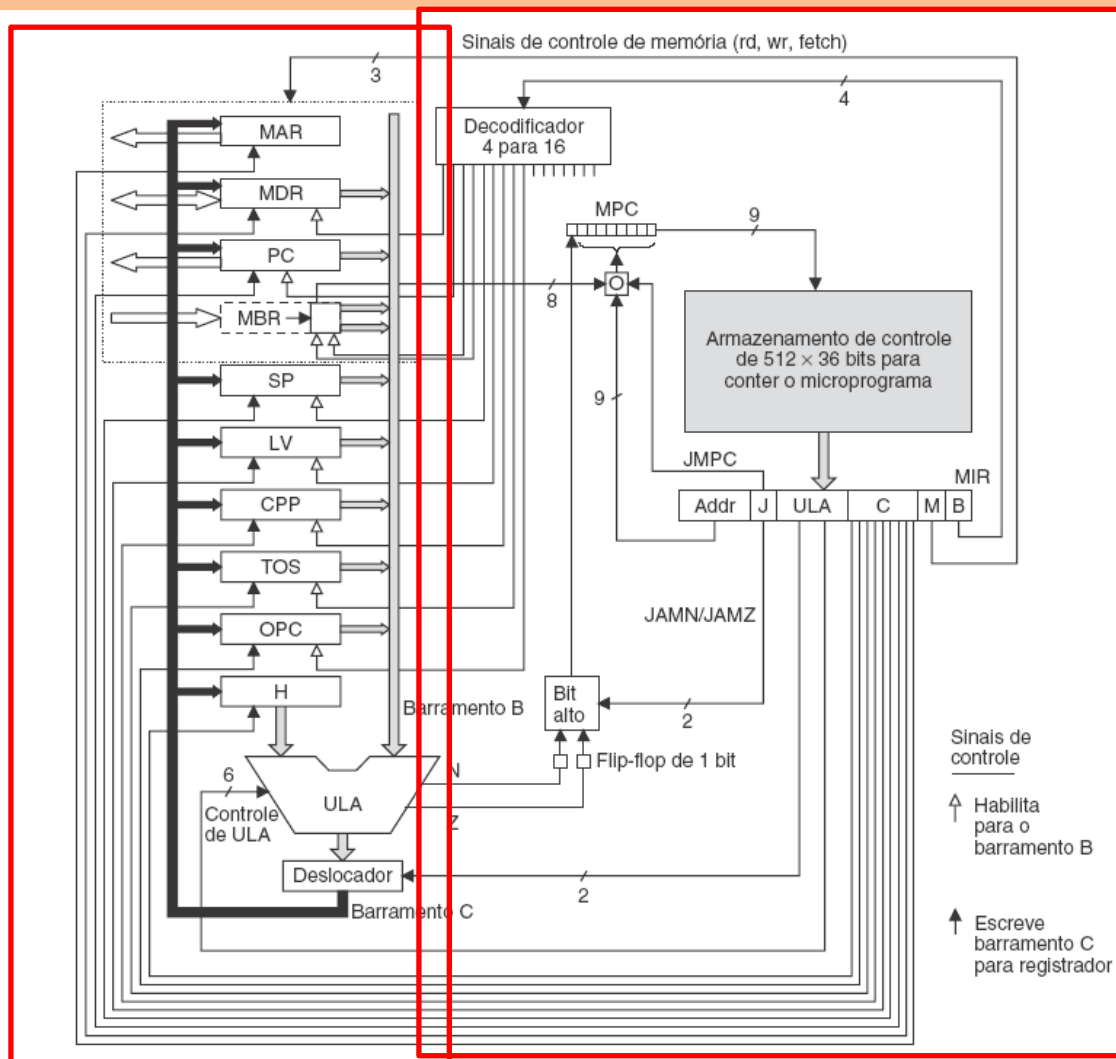 Sinais de controle de memória (rd, wr, fetch)
3
4
MAR
Decodificador
4 para 16
MDR
MPC
9
PC
O
8
MBR
Armazenamento de controle
de 512 × 36 bits para
conter o microprograma
SP
9
LV
JMPC
MIR
Addr
J
ULA
C
M
B
CPP
TOS
JAMN/JAMZ
OPC
H
Bit
alto
2
Barramento B
Flip-flop de 1 bit
Sinais de
controle
6
N
ULA
Controle
de ULA
Z
Habilita
para o
barramento B
Deslocador
2
Barramento C
Escreve
barramento C
para registrador